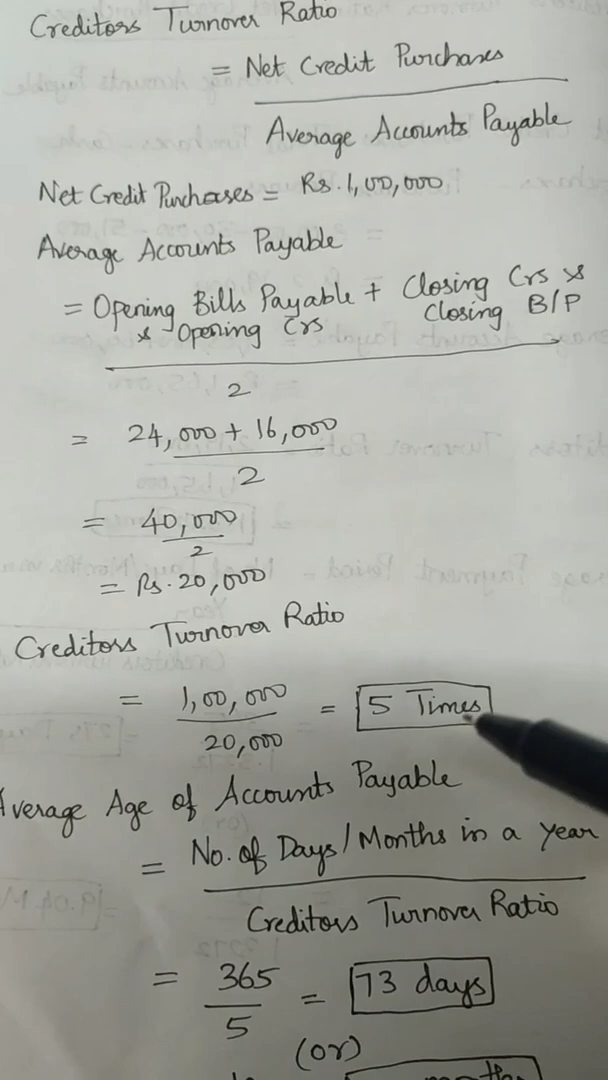 Creditors Turnover Ratio
= Net Credit Purchases
Average Accounts Payable
Net Credit Purchases = Rs. 1,00,000
Average Accounts Payable
= Opening Bills Payable + Closing Crs &
& Opening Crs Closing B/P
2
= 24,000 + 16,000
2
= 40,000
2
= Rs. 20,000
Creditors Turnover Ratio
= 1,00,000 = 5 Times
20,000
Average Age of Accounts Payable
= No. of Days/Months in a year
Creditors Turnover Ratio
= 365 = 73 days
5
(or)